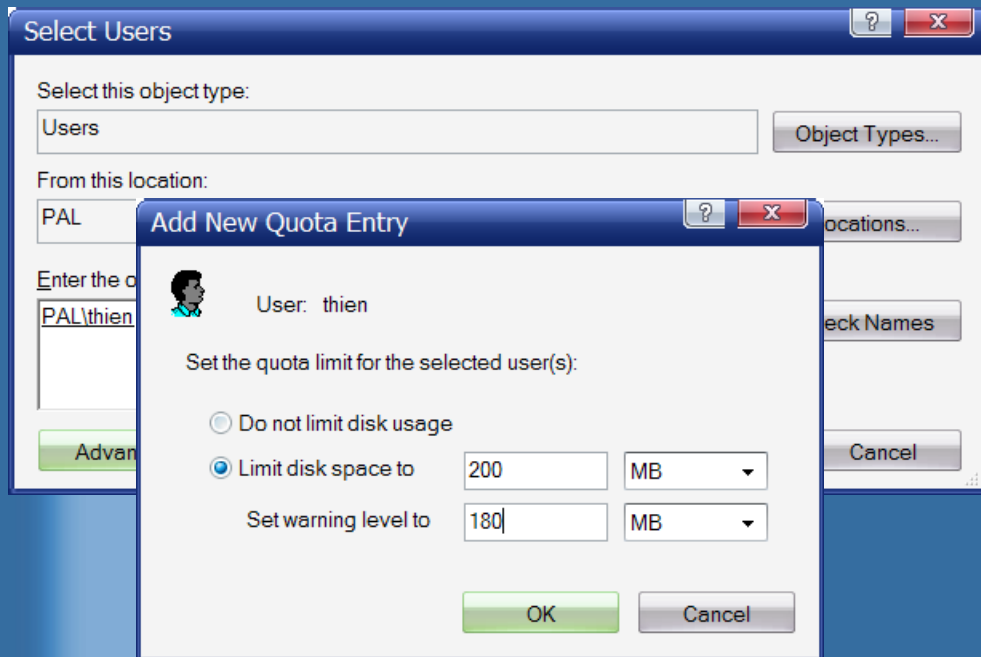 Select Users
Select this object type:
Users
Object Types...
From this location:
PAL
ocations...
Enter the o
PAL\thien
eck Names
Advan
Cancel
Add New Quota Entry
User: thien
Set the quota limit for the selected user(s):
Do not limit disk usage
Limit disk space to 200 MB
Set warning level to 180 MB
OK Cancel